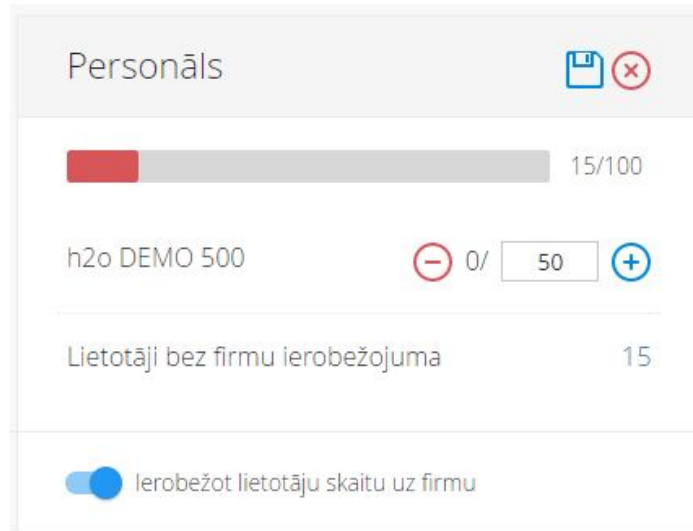 Personāls
15/100
h2o DEMO 500 0/ 50
Lietotāji bez firmu ierobežojuma 15
Ierobežot lietotāju skaitu uz firmu